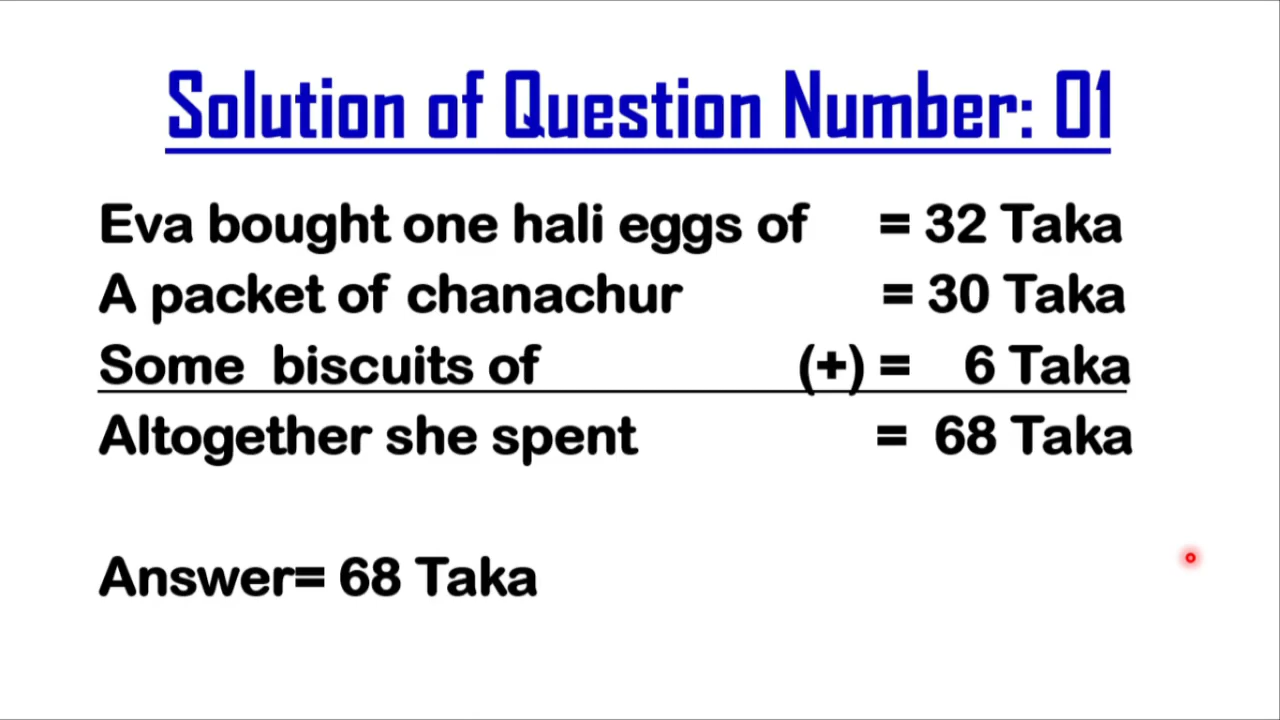 Solution of Question Number: 01
Eva bought one hali eggs of = 32 Taka
A packet of chanachur = 30 Taka
Some biscuits of (+) = 6 Taka
Altogether she spent = 68 Taka
Answer= 68 Taka